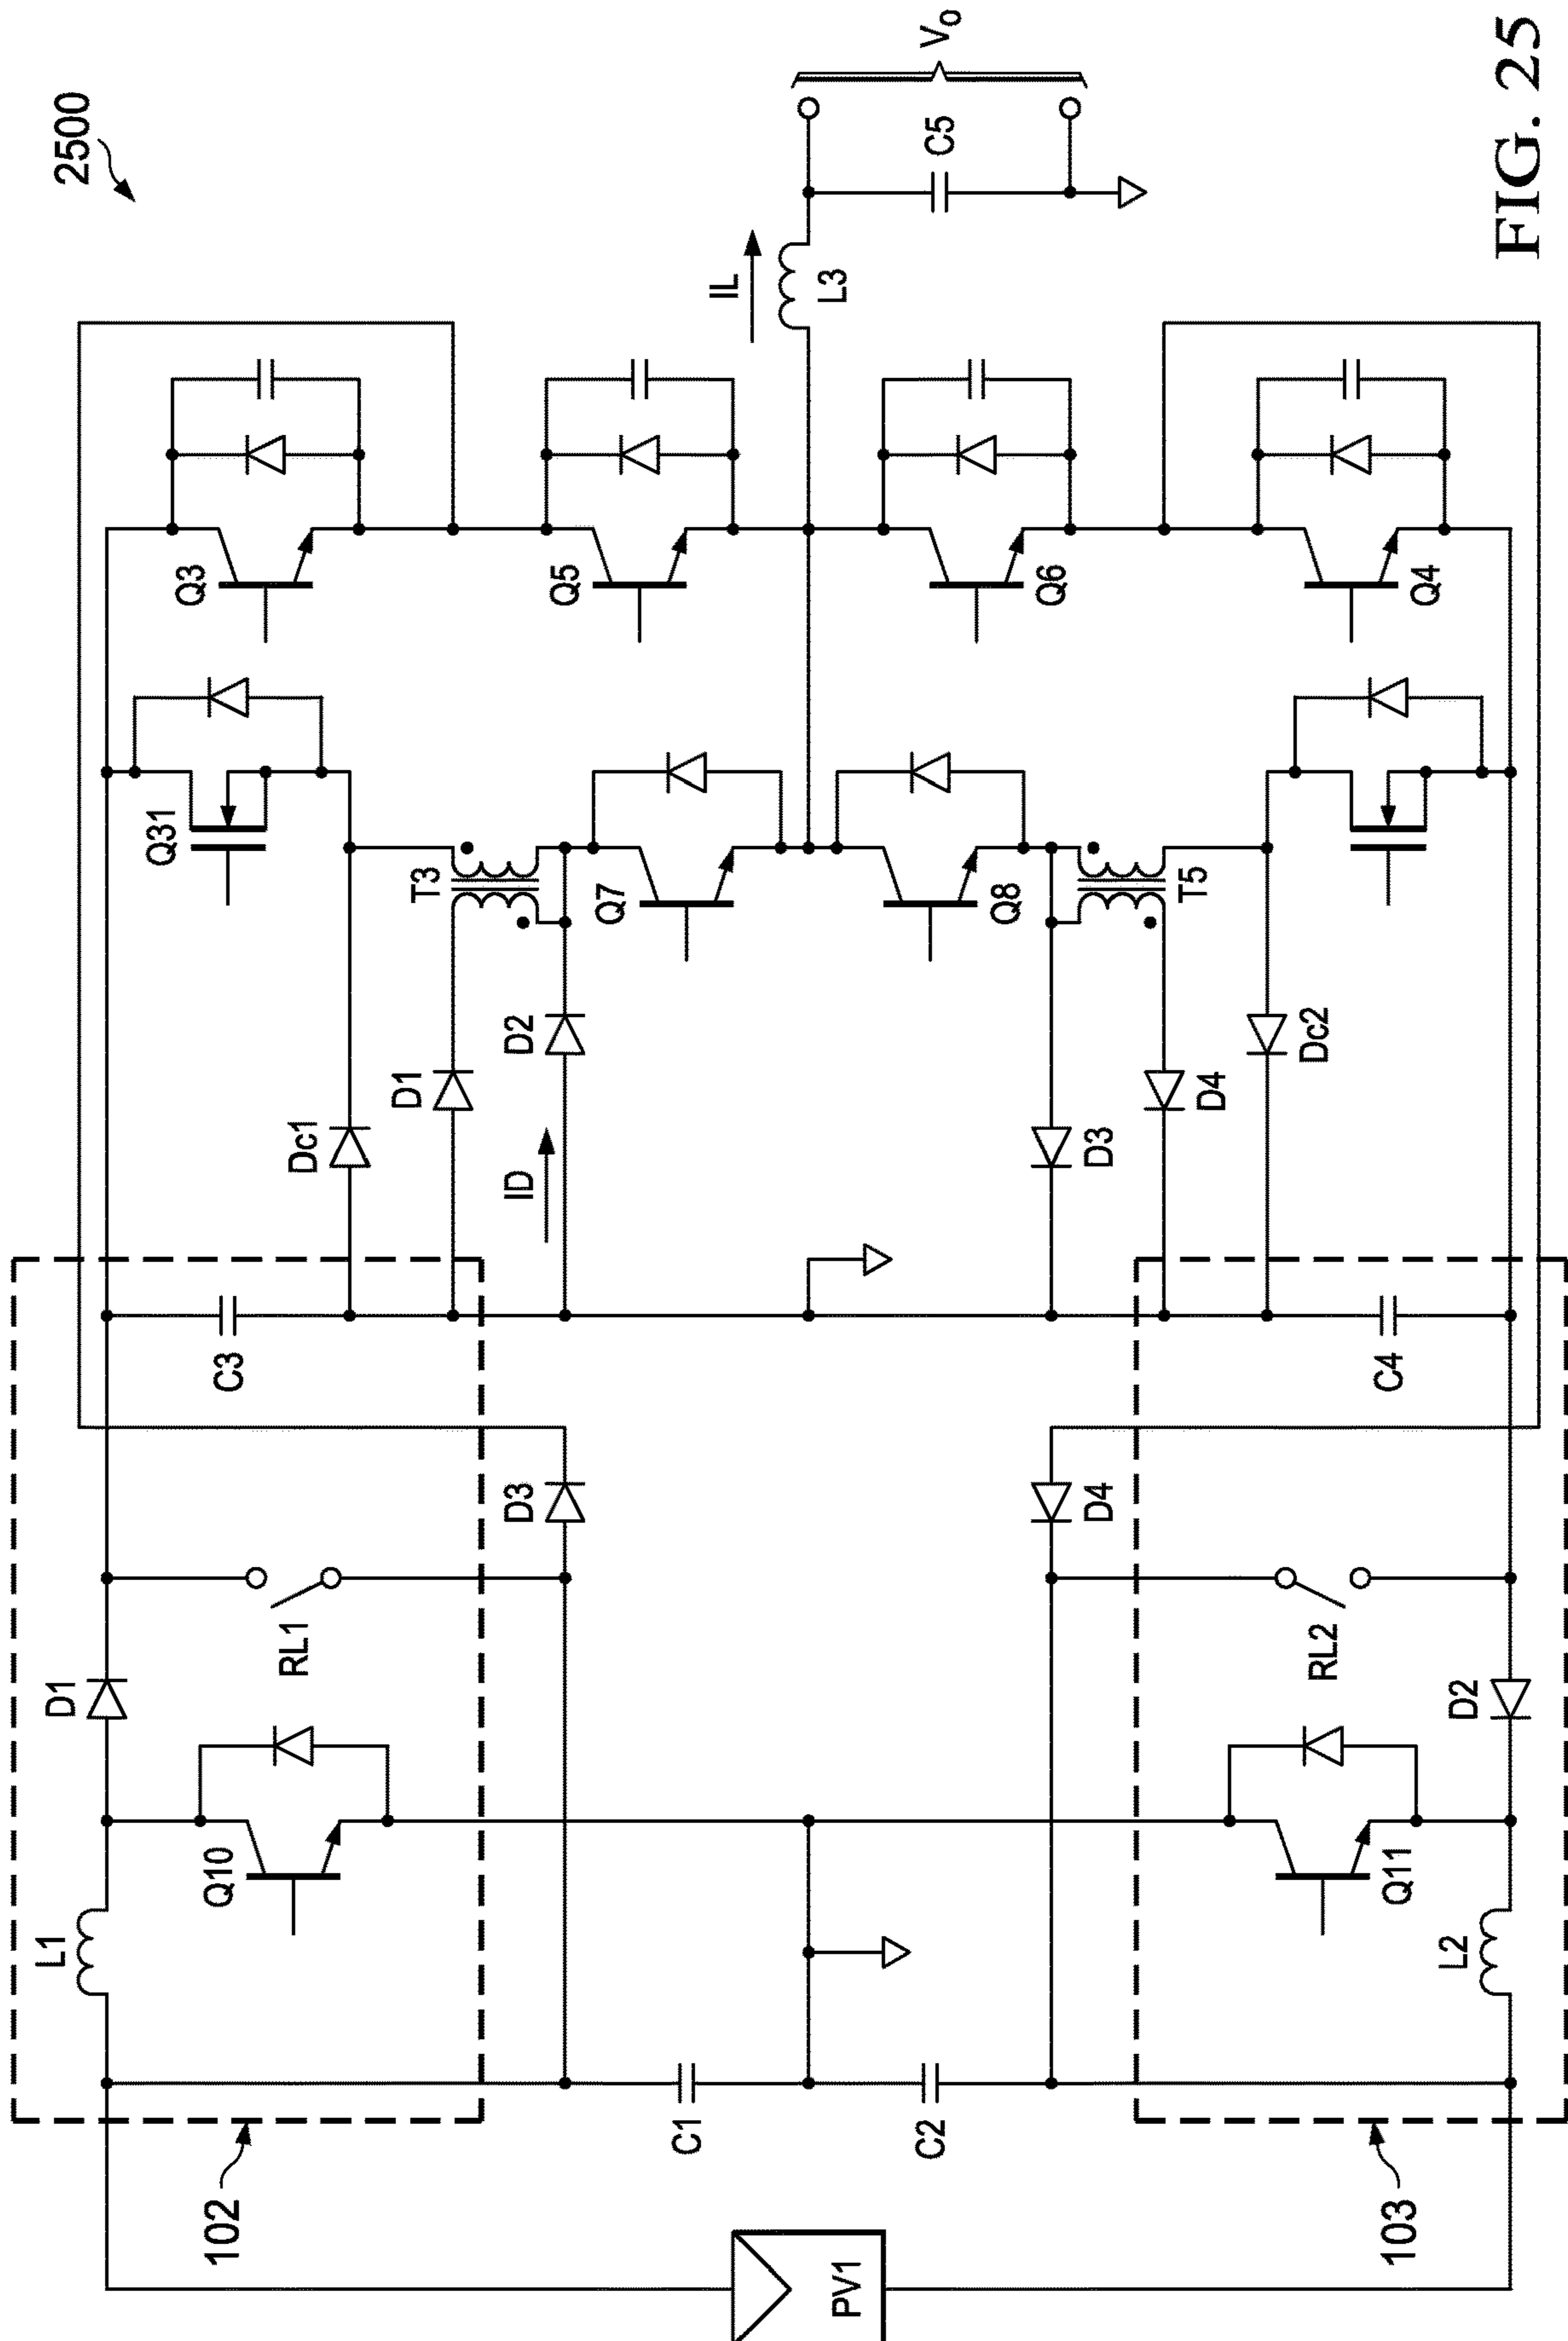 2500
FIG. 25
102
103
PV1
L1
Q10
D1
RL1
D3
C1
C2
D4
RL2
Q11
L2
D2
C3
C4
Dc1
D1
ID
D2
D3
D4
Dc2
Q31
T3
Q7
Q8
T5
Q3
Q5
Q6
Q4
IL
L3
C5
Vo